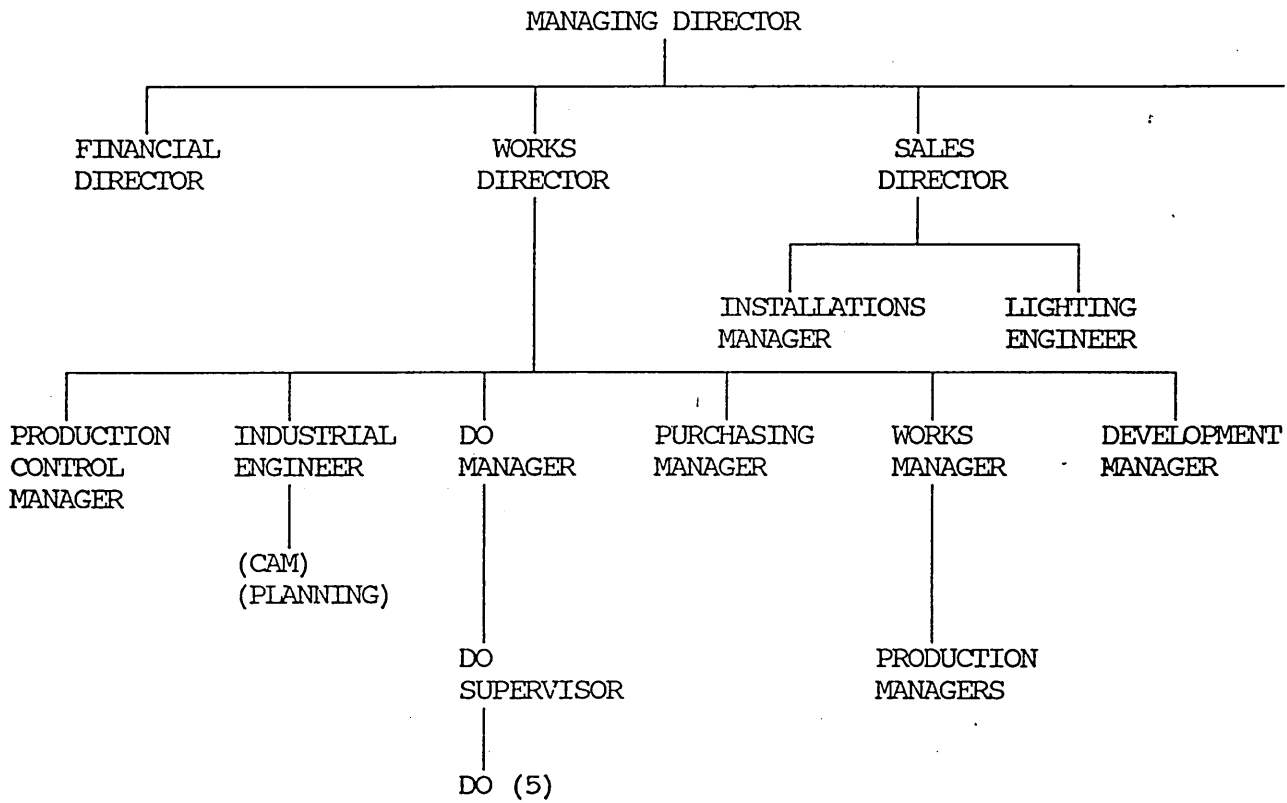 MANAGING DIRECTOR
FINANCIAL
DIRECTOR
WORKS
DIRECTOR
SALES
DIRECTOR
INSTALLATIONS
MANAGER
LIGHTING
ENGINEER
PRODUCTION
CONTROL
MANAGER
INDUSTRIAL
ENGINEER
DO
MANAGER
PURCHASING
MANAGER
WORKS
MANAGER
DEVELOPMENT
MANAGER
(CAM)
(PLANNING)
DO
SUPERVISOR
PRODUCTION
MANAGERS
DO (5)